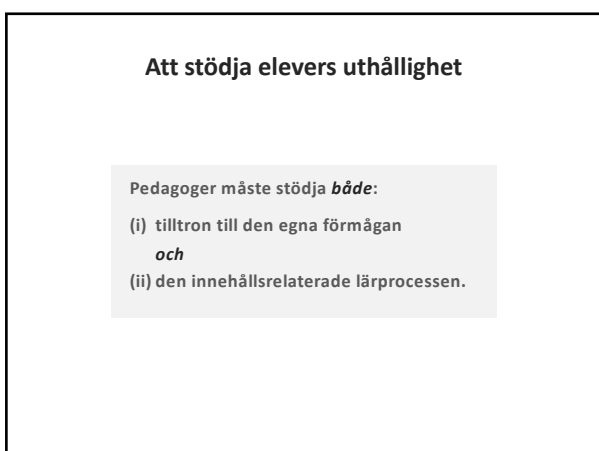 Att stödja elevers uthållighet
Pedagoger måste stödja både:
(i) tilltron till den egna förmågan
och
(ii) den innehållsrelaterade lärprocessen.